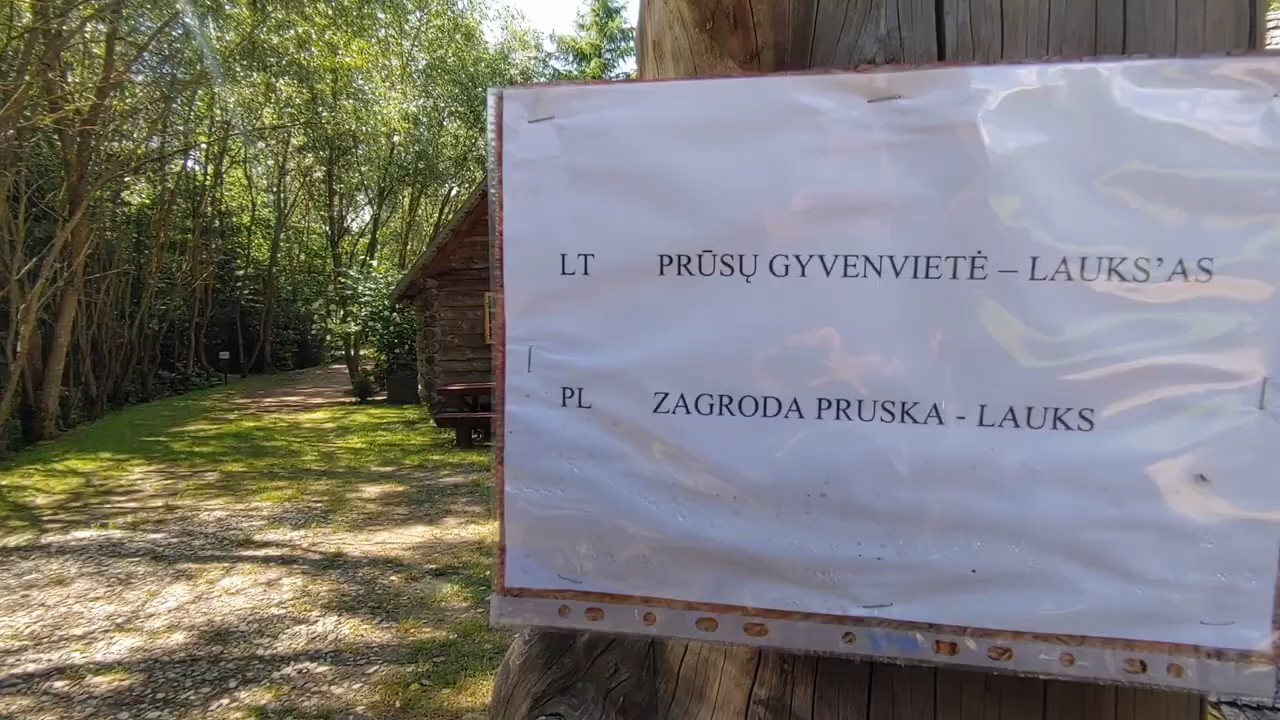 LT PRŪSŲ GYVENVIETĖ – LAUKS’AS
PL ZAGRODA PRUSKA - LAUKS